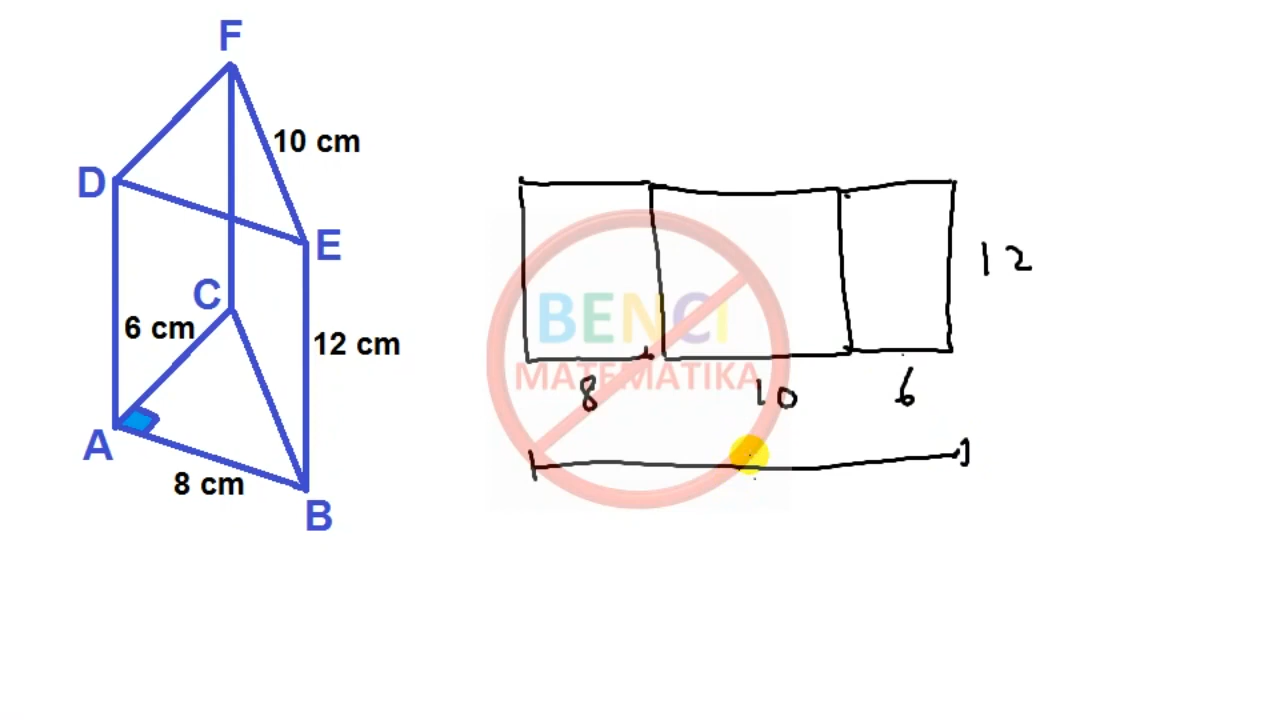 F
10 cm
D
E
C
6 cm
12 cm
A
8 cm
B
12
8 10 6
BENCI
MATEMATIKA